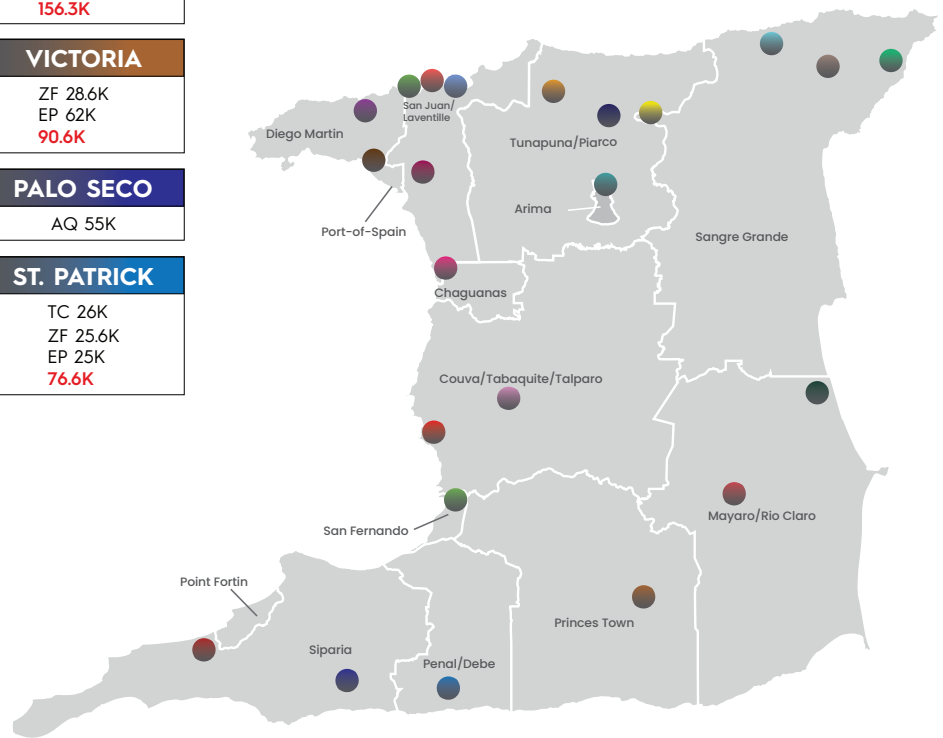 156.3K
VICTORIA
ZF 28.6K
EP 62K
90.6K
PALO SECO
AQ 55K
ST. PATRICK
TC 26K
ZF 25.6K
EP 25K
76.6K
San Juan/
Laventille
Diego Martin
Tunapuna/Piarco
Arima
Port-of-Spain
Sangre Grande
Chaguanas
Couva/Tabaquite/Talparo
Mayaro/Rio Claro
San Fernando
Point Fortin
Princes Town
Siparia
Penal/Debe